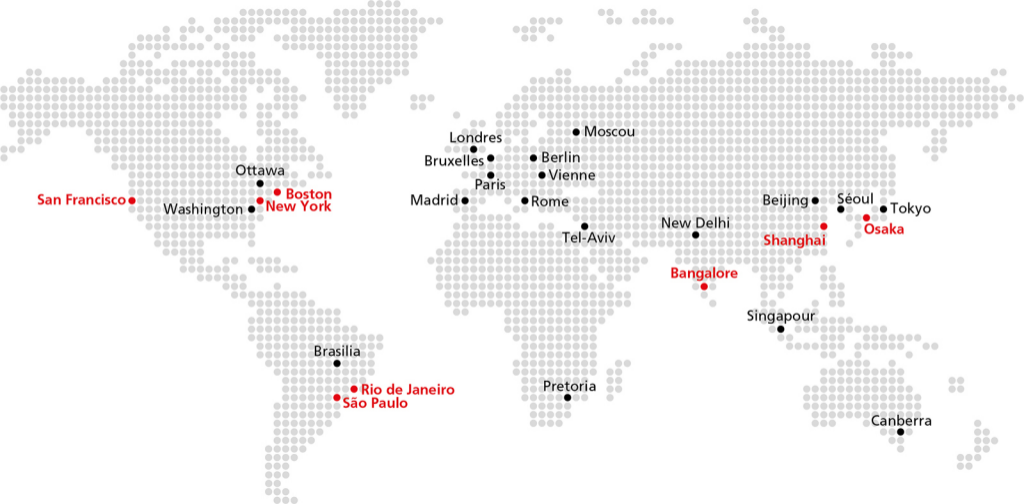 Moscou
Londres
Bruxelles
Berlin
Ottawa
Paris
Vienne
San Francisco
Boston
New York
Washington
Madrid
Rome
Beijing
Séoul
Tokyo
Tel-Aviv
New Delhi
Shanghai
Osaka
Bangalore
Singapour
Brasilia
Rio de Janeiro
São Paulo
Pretoria
Canberra